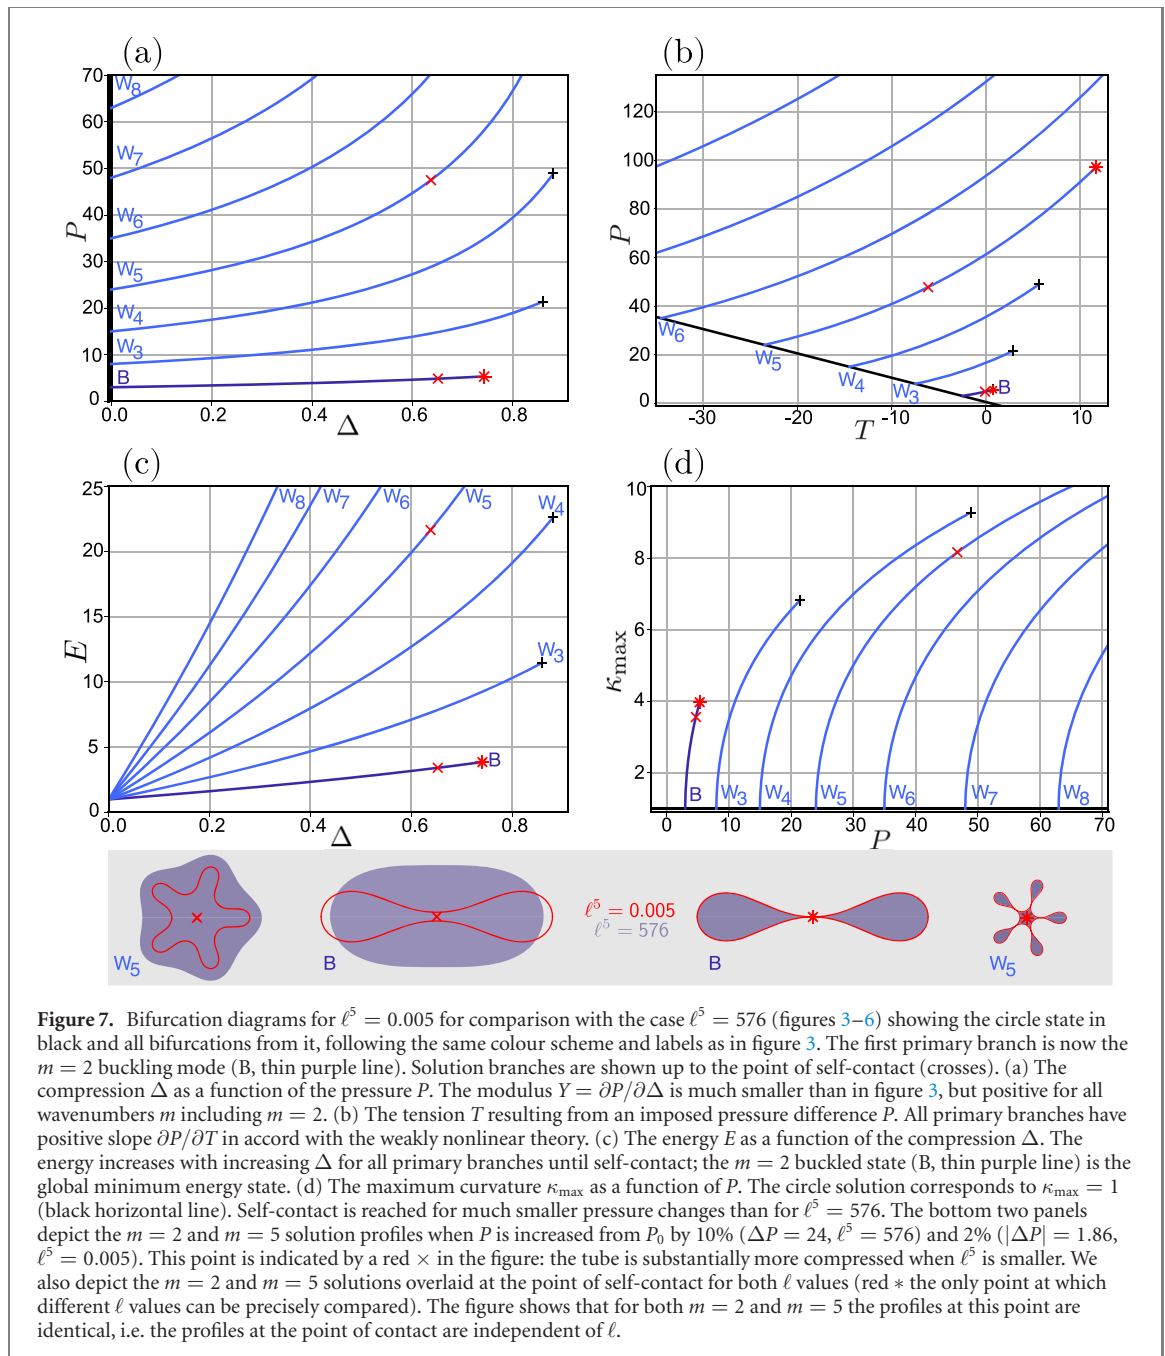 (a)
70
60
50
40
30
20
10
0
P
W8
W7
W6
W5
W4
W3
B
0.0
0.2
0.4
0.6
0.8
Δ
(b)
120
100
80
60
40
20
0
P
W6
W5
W4
W3
B
-30
-20
-10
0
10
T
(c)
25
20
15
10
5
0
E
W8
W7
W6
W5
W4
W3
B
0.0
0.2
0.4
0.6
0.8
Δ
(d)
10
8
6
4
2
κmax
B
W3
W4
W5
W6
W7
W8
0
10
20
30
40
50
60
70
P
W5
B
ℓ⁵ = 0.005
ℓ⁵ = 576
B
W5
Figure 7. Bifurcation diagrams for ℓ⁵ = 0.005 for comparison with the case ℓ⁵ = 576 (figures 3–6) showing the circle state in
black and all bifurcations from it, following the same colour scheme and labels as in figure 3. The first primary branch is now the
m = 2 buckling mode (B, thin purple line). Solution branches are shown up to the point of self-contact (crosses). (a) The
compression Δ as a function of the pressure P. The modulus Y = ∂P/∂Δ is much smaller than in figure 3, but positive for all
wavenumbers m including m = 2. (b) The tension T resulting from an imposed pressure difference P. All primary branches have
positive slope ∂P/∂T in accord with the weakly nonlinear theory. (c) The energy E as a function of the compression Δ. The
energy increases with increasing Δ for all primary branches until self-contact; the m = 2 buckled state (B, thin purple line) is the
global minimum energy state. (d) The maximum curvature κmax as a function of P. The circle solution corresponds to κmax = 1
(black horizontal line). Self-contact is reached for much smaller pressure changes than for ℓ⁵ = 576. The bottom two panels
depict the m = 2 and m = 5 solution profiles when P is increased from P₀ by 10% (ΔP = 24, ℓ⁵ = 576) and 2% (|ΔP| = 1.86,
ℓ⁵ = 0.005). This point is indicated by a red × in the figure: the tube is substantially more compressed when ℓ⁵ is smaller. We
also depict the m = 2 and m = 5 solutions overlaid at the point of self-contact for both ℓ values (red * the only point at which
different ℓ values can be precisely compared). The figure shows that for both m = 2 and m = 5 the profiles at this point are
identical, i.e. the profiles at the point of contact are independent of ℓ.